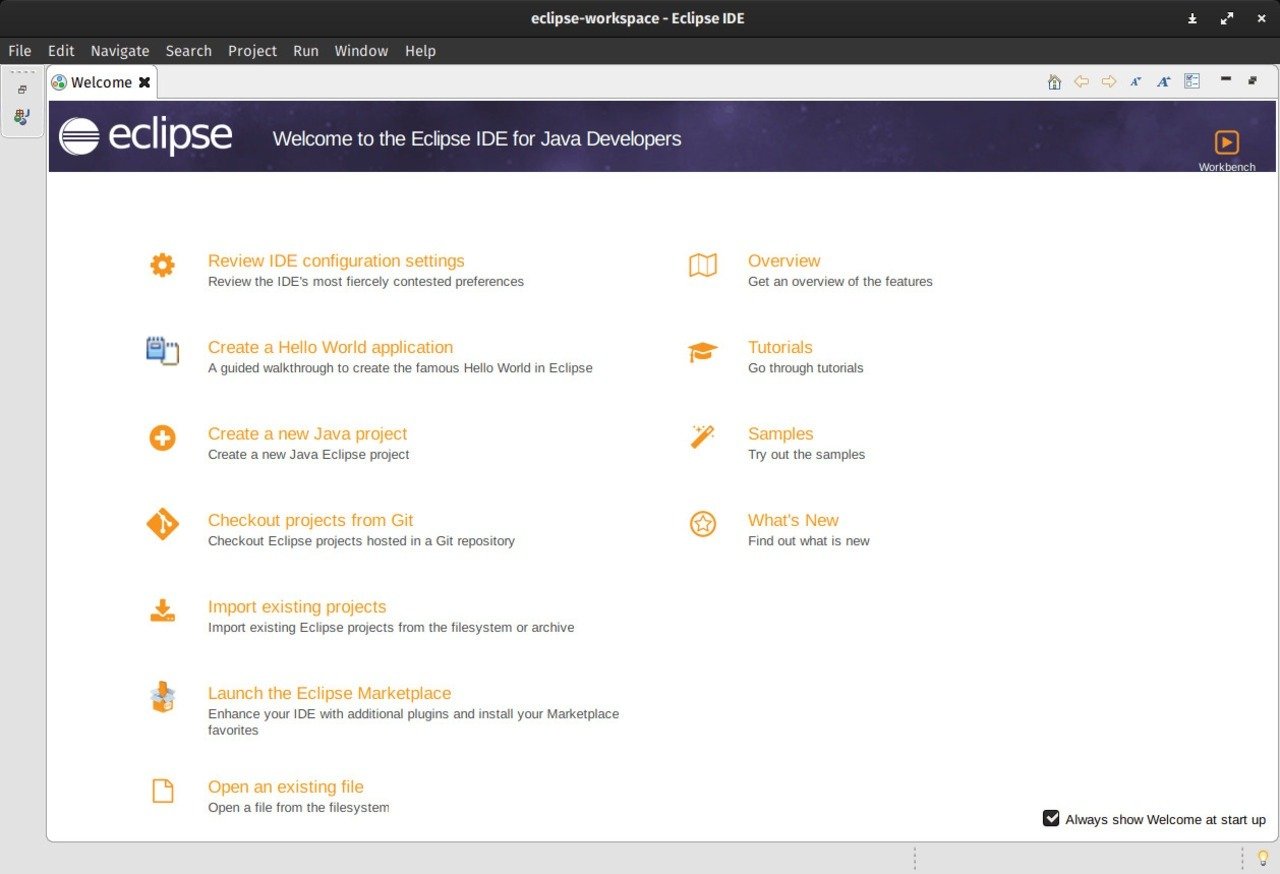 eclipse-workspace - Eclipse IDE
File Edit Navigate Search Project Run Window Help
Welcome
eclipse
Welcome to the Eclipse IDE for Java Developers
Workbench
Review IDE configuration settings
Review the IDE's most fiercely contested preferences
Create a Hello World application
A guided walkthrough to create the famous Hello World in Eclipse
Create a new Java project
Create a new Java Eclipse project
Checkout projects from Git
Checkout Eclipse projects hosted in a Git repository
Import existing projects
Import existing Eclipse projects from the filesystem or archive
Launch the Eclipse Marketplace
Enhance your IDE with additional plugins and install your Marketplace
favorites
Open an existing file
Open a file from the filesystem
Overview
Get an overview of the features
Tutorials
Go through tutorials
Samples
Try out the samples
What's New
Find out what is new
Always show Welcome at start up